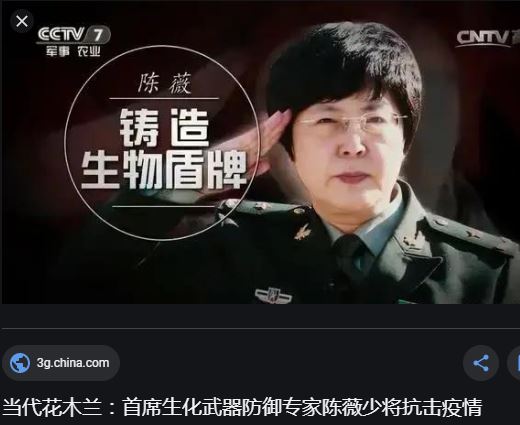 CCTV 7
军事 农业
CNTV
陈 薇
铸 造
生物盾牌
3g.china.com
当代花木兰：首席生化武器防御专家陈薇少将抗击疫情